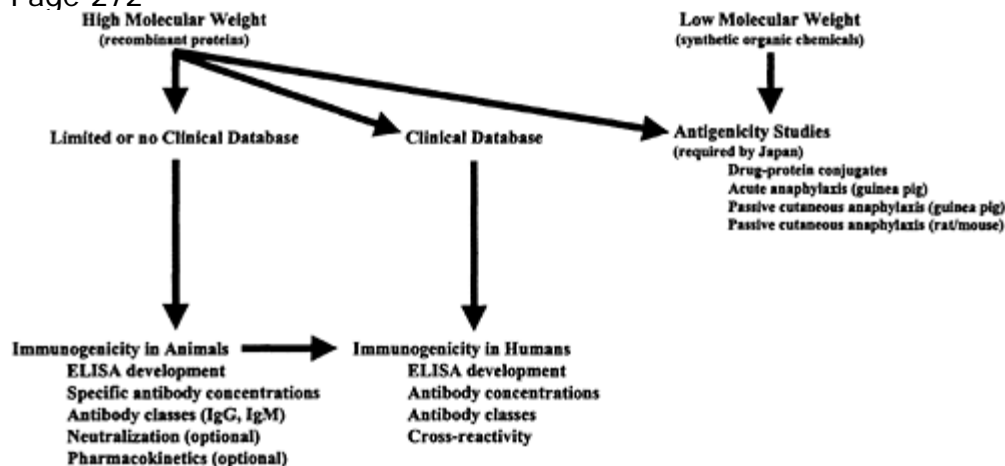 Page 272
High Molecular Weight
(recombinant proteins)
Low Molecular Weight
(synthetic organic chemicals)
Limited or no Clinical Database
Clinical Database
Antigenicity Studies
(required by Japan)
Drug-protein conjugates
Acute anaphylaxis (guinea pig)
Passive cutaneous anaphylaxis (guinea pig)
Passive cutaneous anaphylaxis (rat/mouse)
Immunogenicity in Animals
ELISA development
Specific antibody concentrations
Antibody classes (IgG, IgM)
Neutralization (optional)
Pharmacokinetics (optional)
Immunogenicity in Humans
ELISA development
Antibody concentrations
Antibody classes
Cross-reactivity